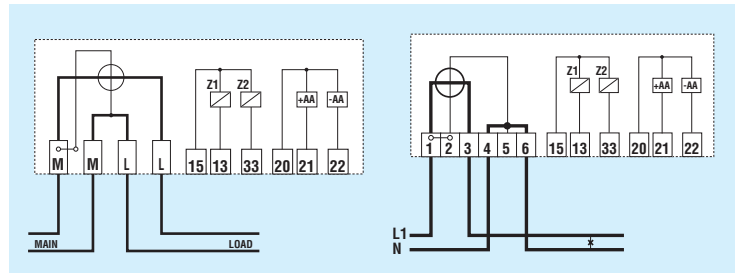 Z1 Z2 +AA -AA
M M L L 15 13 33 20 21 22
MAIN LOAD
Z1 Z2 +AA -AA
1 2 3 4 5 6 15 13 33 20 21 22
L1
N